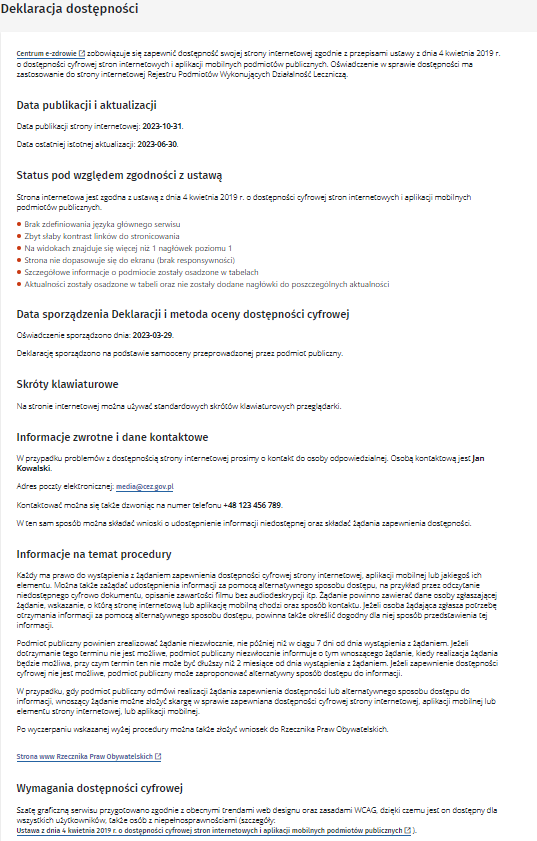 Deklaracja dostępności
Centrum e-zdrowie zobowiązuje się zapewnić dostępność swojej strony internetowej zgodnie z przepisami ustawy z dnia 4 kwietnia 2019 r.
o dostępności cyfrowej stron internetowych i aplikacji mobilnych podmiotów publicznych. Oświadczenie w sprawie dostępności ma
zastosowanie do strony internetowej Rejestru Podmiotów Wykonujących Działalność Leczniczą.
Data publikacji i aktualizacji
Data publikacji strony internetowej: 2023-10-31.
Data ostatniej istotnej aktualizacji: 2023-06-30.
Status pod względem zgodności z ustawą
Strona internetowa jest zgodna z ustawą z dnia 4 kwietnia 2019 r. o dostępności cyfrowej stron internetowych i aplikacji mobilnych
podmiotów publicznych.
Brak zdefiniowania języka głównego serwisu
Zbyt słaby kontrast linków do stronicowania
Na widokach znajduje się więcej niż 1 nagłówek poziomu 1
Strona nie dopasowuje się do ekranu (brak responsywności)
Szczegółowe informacje o podmiocie zostały osadzone w tabelach
Aktualności zostały osadzone w tabeli oraz nie zostały dodane nagłówki do poszczególnych aktualności
Data sporządzenia Deklaracji i metoda oceny dostępności cyfrowej
Oświadczenie sporządzono dnia: 2023-03-29.
Deklarację sporządzono na podstawie samooceny przeprowadzonej przez podmiot publiczny.
Skróty klawiaturowe
Na stronie internetowej można używać standardowych skrótów klawiaturowych przeglądarki.
Informacje zwrotne i dane kontaktowe
W przypadku problemów z dostępnością strony internetowej prosimy o kontakt do osoby odpowiedzialnej. Osobą kontaktową jest Jan
Kowalski.
Adres poczty elektronicznej: media@cez.gov.pl
Kontaktować można się także dzwoniąc na numer telefonu +48 123 456 789.
W ten sam sposób można składać wnioski o udostępnienie informacji niedostępnej oraz składać żądania zapewnienia dostępności.
Informacje na temat procedury
Każdy ma prawo do wystąpienia z żądaniem zapewnienia dostępności cyfrowej strony internetowej, aplikacji mobilnej lub jakiegoś ich
elementu. Można także zażądać udostępnienia informacji za pomocą alternatywnego sposobu dostępu, na przykład przez odczytanie
niedostępnego cyfrowo dokumentu, opisanie zawartości filmu bez audiodeskrypcji itp. Żądanie powinno zawierać dane osoby zgłaszającej
żądanie, wskazanie, o którą stronę internetową lub aplikację mobilną chodzi oraz sposób kontaktu. Jeżeli osoba żądająca zgłasza potrzebę
otrzymania informacji za pomocą alternatywnego sposobu dostępu, powinna także określić dogodny dla niej sposób przedstawienia tej
informacji.
Podmiot publiczny powinien zrealizować żądanie niezwłocznie, nie później niż w ciągu 7 dni od dnia wystąpienia z żądaniem. Jeżeli
dotrzymanie tego terminu nie jest możliwe, podmiot publiczny niezwłocznie informuje o tym wnoszącego żądanie, kiedy realizacja żądania
będzie możliwa, przy czym termin ten nie może być dłuższy niż 2 miesiące od dnia wystąpienia z żądaniem. Jeżeli zapewnienie dostępności
cyfrowej nie jest możliwe, podmiot publiczny może zaproponować alternatywny sposób dostępu do informacji.
W przypadku, gdy podmiot publiczny odmówi realizacji żądania zapewnienia dostępności lub alternatywnego sposobu dostępu do
informacji, wnoszący żądanie może złożyć skargę w sprawie zapewniana dostępności cyfrowej strony internetowej, aplikacji mobilnej lub
elementu strony internetowej, lub aplikacji mobilnej.
Po wyczerpaniu wskazanej wyżej procedury można także złożyć wniosek do Rzecznika Praw Obywatelskich.
Strona www Rzecznika Praw Obywatelskich
Wymagania dostępności cyfrowej
Szatę graficzną serwisu przygotowano zgodnie z obecnymi trendami web designu oraz zasadami WCAG, dzięki czemu jest on dostępny dla
wszystkich użytkowników, także osób z niepełnosprawnościami (szczegóły:
Ustawa z dnia 4 kwietnia 2019 r. o dostępności cyfrowej stron internetowych i aplikacji mobilnych podmiotów publicznych ).